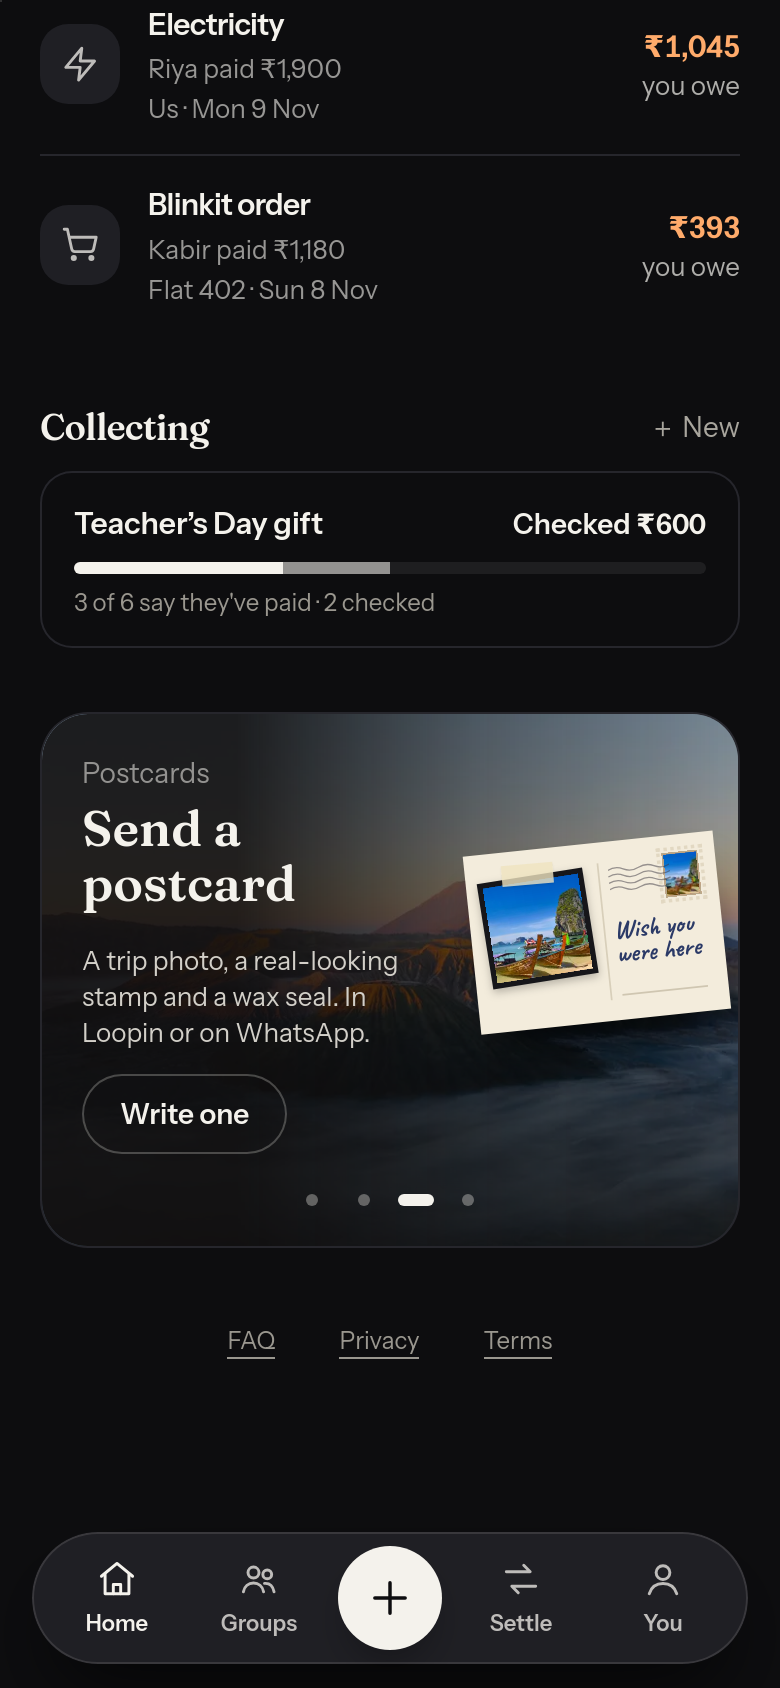 Electricity
Riya paid ₹1,900
Us · Mon 9 Nov
₹1,045
you owe
Blinkit order
Kabir paid ₹1,180
Flat 402 · Sun 8 Nov
₹393
you owe
Collecting
+ New
Teacher’s Day gift
Checked ₹600
3 of 6 say they've paid · 2 checked
Postcards
Send a
postcard
A trip photo, a real-looking
stamp and a wax seal. In
Loopin or on WhatsApp.
Wish you
were here
Write one
FAQ
Privacy
Terms
Home
Groups
Settle
You